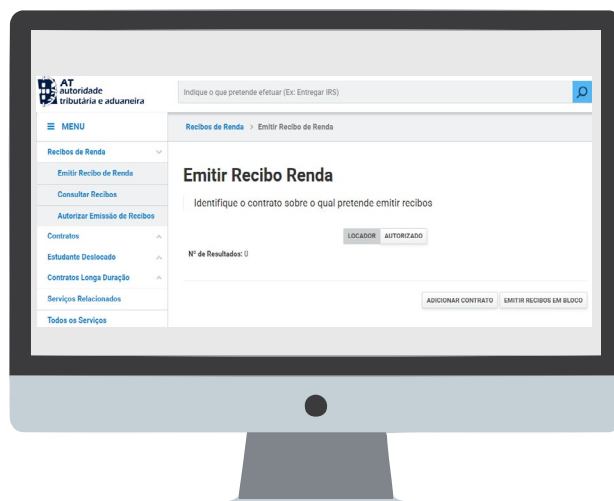 AT
autoridade
tributária e aduaneira
Indique o que pretende efetuar (Ex: Entregar IRS)
MENU
Recibos de Renda > Emitir Recibo de Renda
Recibos de Renda
Emitir Recibo de Renda
Consultar Recibos
Autorizar Emissão de Recibos
Contratos
Estudante Deslocado
Contratos Longa Duração
Serviços Relacionados
Todos os Serviços
Emitir Recibo Renda
Identifique o contrato sobre o qual pretende emitir recibos
LOCADOR AUTORIZADO
Nº de Resultados: 0
ADICIONAR CONTRATO EMITIR RECIBOS EM BLOCO